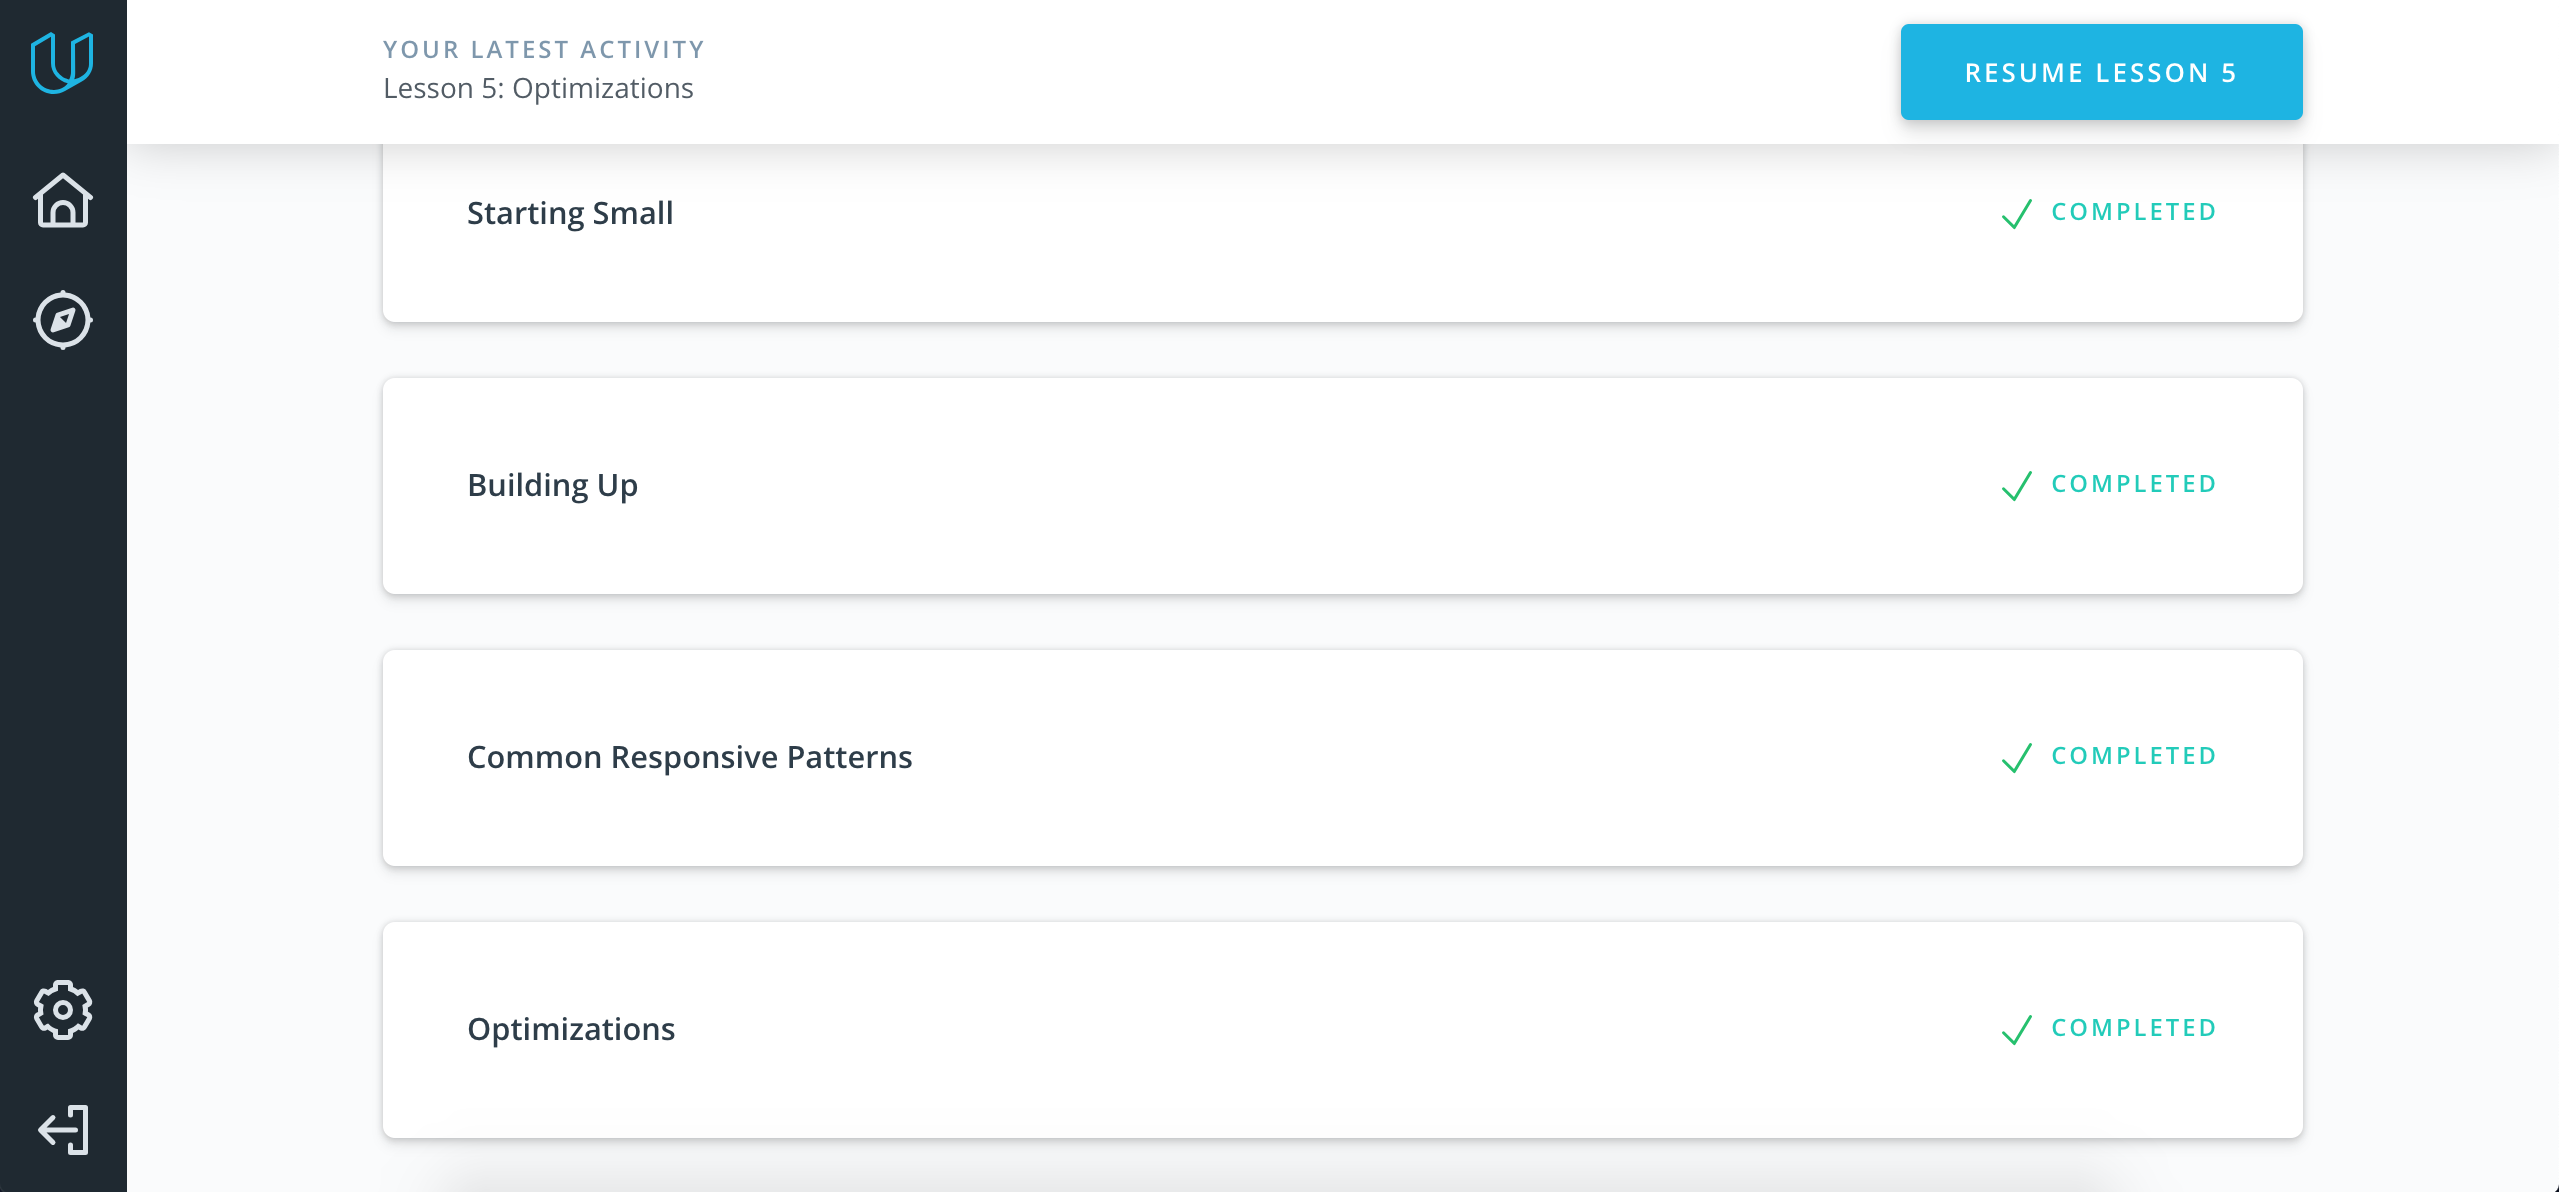 YOUR LATEST ACTIVITY
Lesson 5: Optimizations
RESUME LESSON 5
Starting Small
COMPLETED
Building Up
COMPLETED
Common Responsive Patterns
COMPLETED
Optimizations
COMPLETED